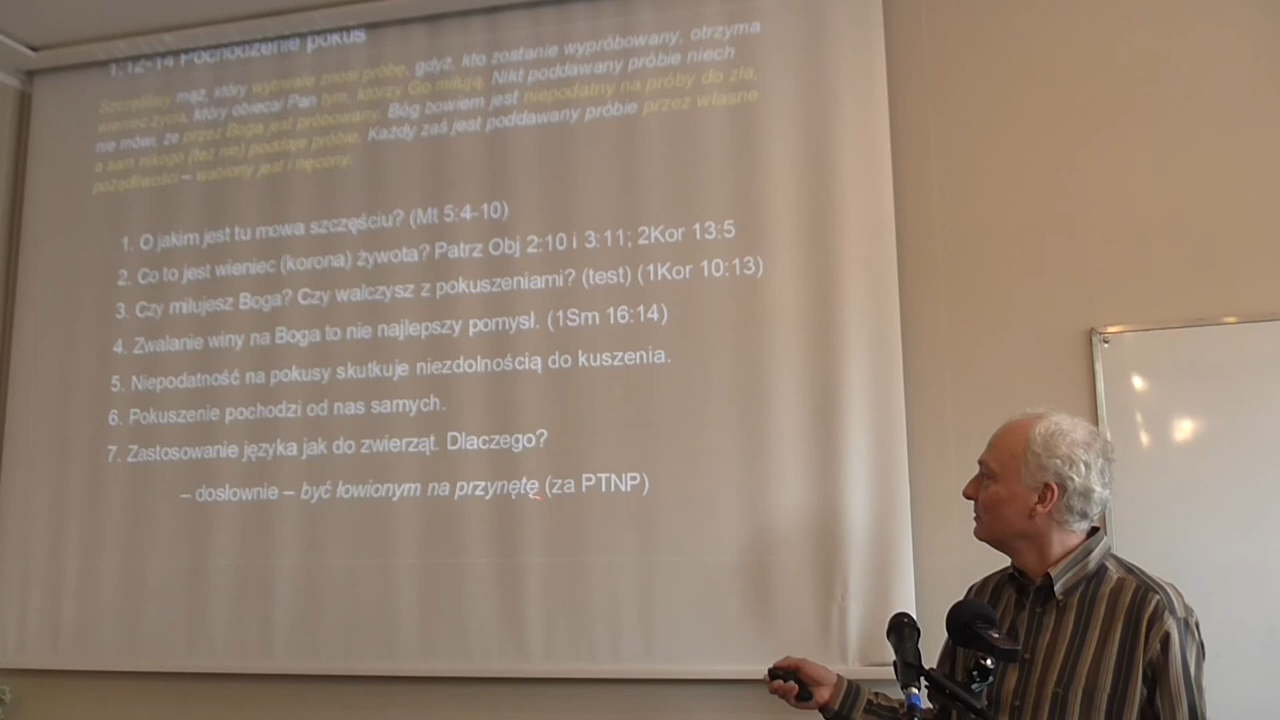 1:12-14 Pochodzenie pokus
Szczęśliwy mąż, który wytrwale znosi próbę, gdyż, kto zostanie wypróbowany, otrzyma
wieniec życia, który obiecał Pan tym, którzy Go miłują. Nikt poddawany próbie niech
nie mówi, że przez Boga jest próbowany. Bóg bowiem jest niepodatny na próby do zła,
a sam nikogo (też nie) poddaje próbie. Każdy zaś jest poddawany próbie przez własne
pożądliwości – wabiony jest i nęcony.
1. O jakim jest tu mowa szczęściu? (Mt 5:4-10)
2. Co to jest wieniec (korona) żywota? Patrz Obj 2:10 i 3:11; 2Kor 13:5
3. Czy miłujesz Boga? Czy walczysz z pokuszeniami? (test) (1Kor 10:13)
4. Zwalanie winy na Boga to nie najlepszy pomysł. (1Sm 16:14)
5. Niepodatność na pokusy skutkuje niezdolnością do kuszenia.
6. Pokuszenie pochodzi od nas samych.
7. Zastosowanie języka jak do zwierząt. Dlaczego?
– dosłownie – być łowionym na przynętę (za PTNP)